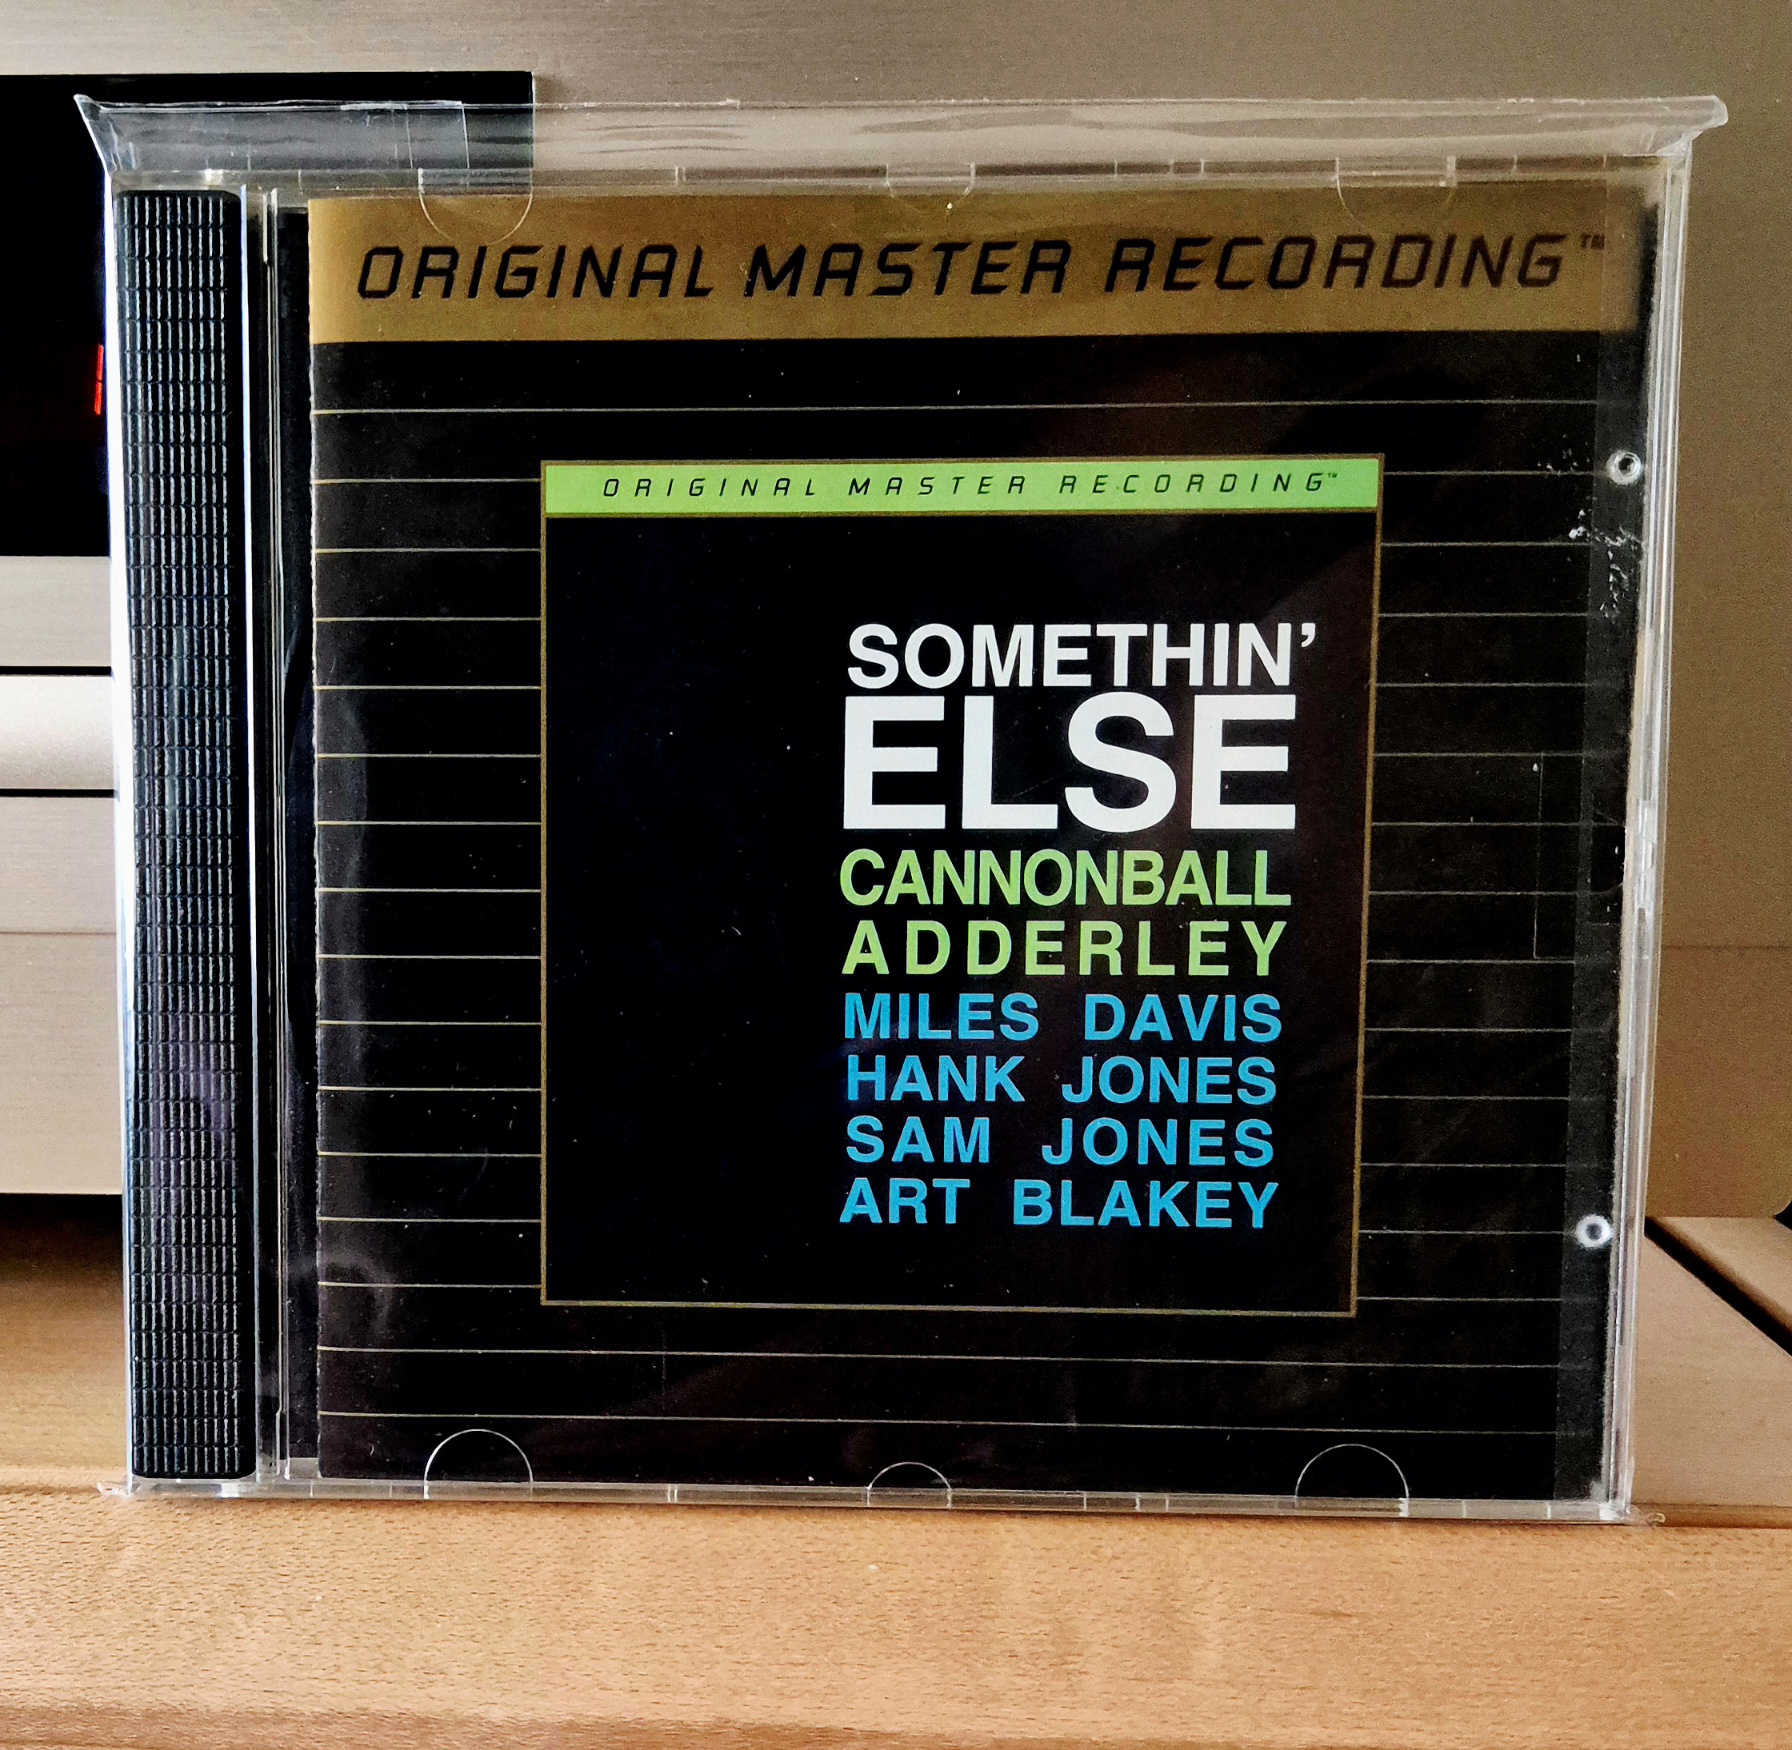 ORIGINAL MASTER RECORDING™
ORIGINAL MASTER RECORDING™
SOMETHIN’
ELSE
CANNONBALL
ADDERLEY
MILES DAVIS
HANK JONES
SAM JONES
ART BLAKEY